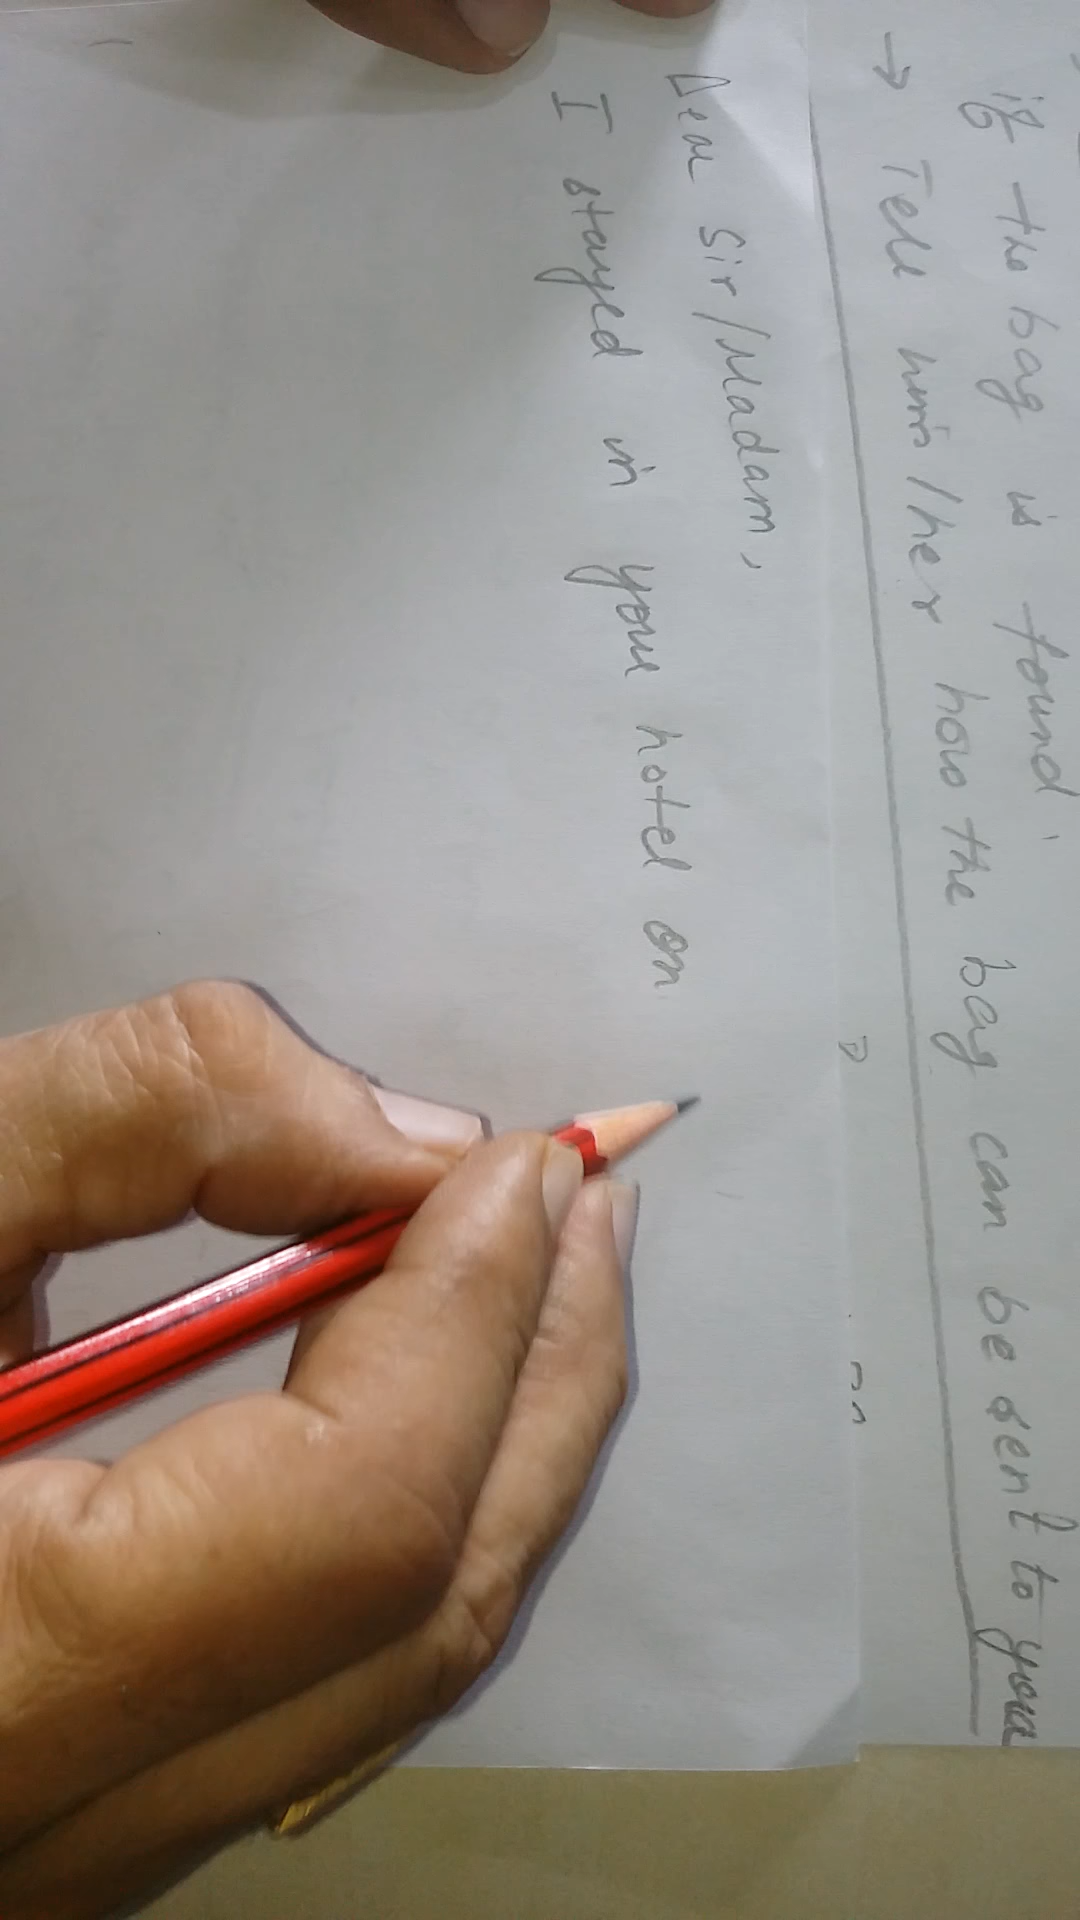 if the bag is found
→ Tell him/her how the bag can be sent to you
Dear Sir/Madam,
I stayed in your hotel on